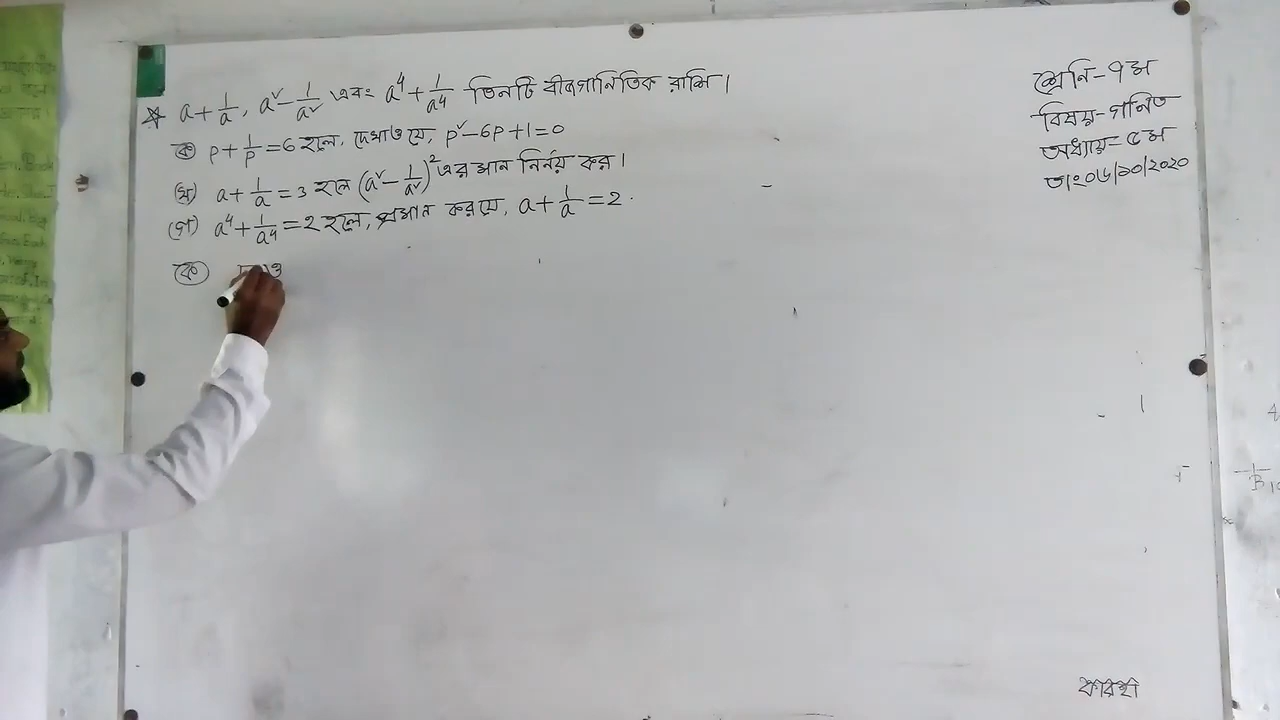 * a + 1/a, a² - 1/a² এবং a⁴ + 1/a⁴ তিনটি বীজগানিতিক রাশি।
(ক) p + 1/p = 6 হলে, দেখাও যে, p² - 6p + 1 = 0
(খ) a + 1/a = 3 হলে (a² - 1/a²)² এর মান নির্নয় কর।
(গ) a⁴ + 1/a⁴ = 2 হলে, প্রমান কর যে, a + 1/a = 2.
(ক)
শ্রেনি - ৭ম
বিষয় - গনিত
অধ্যায় - ৫ম
তাং ০৬/১০/২০২০